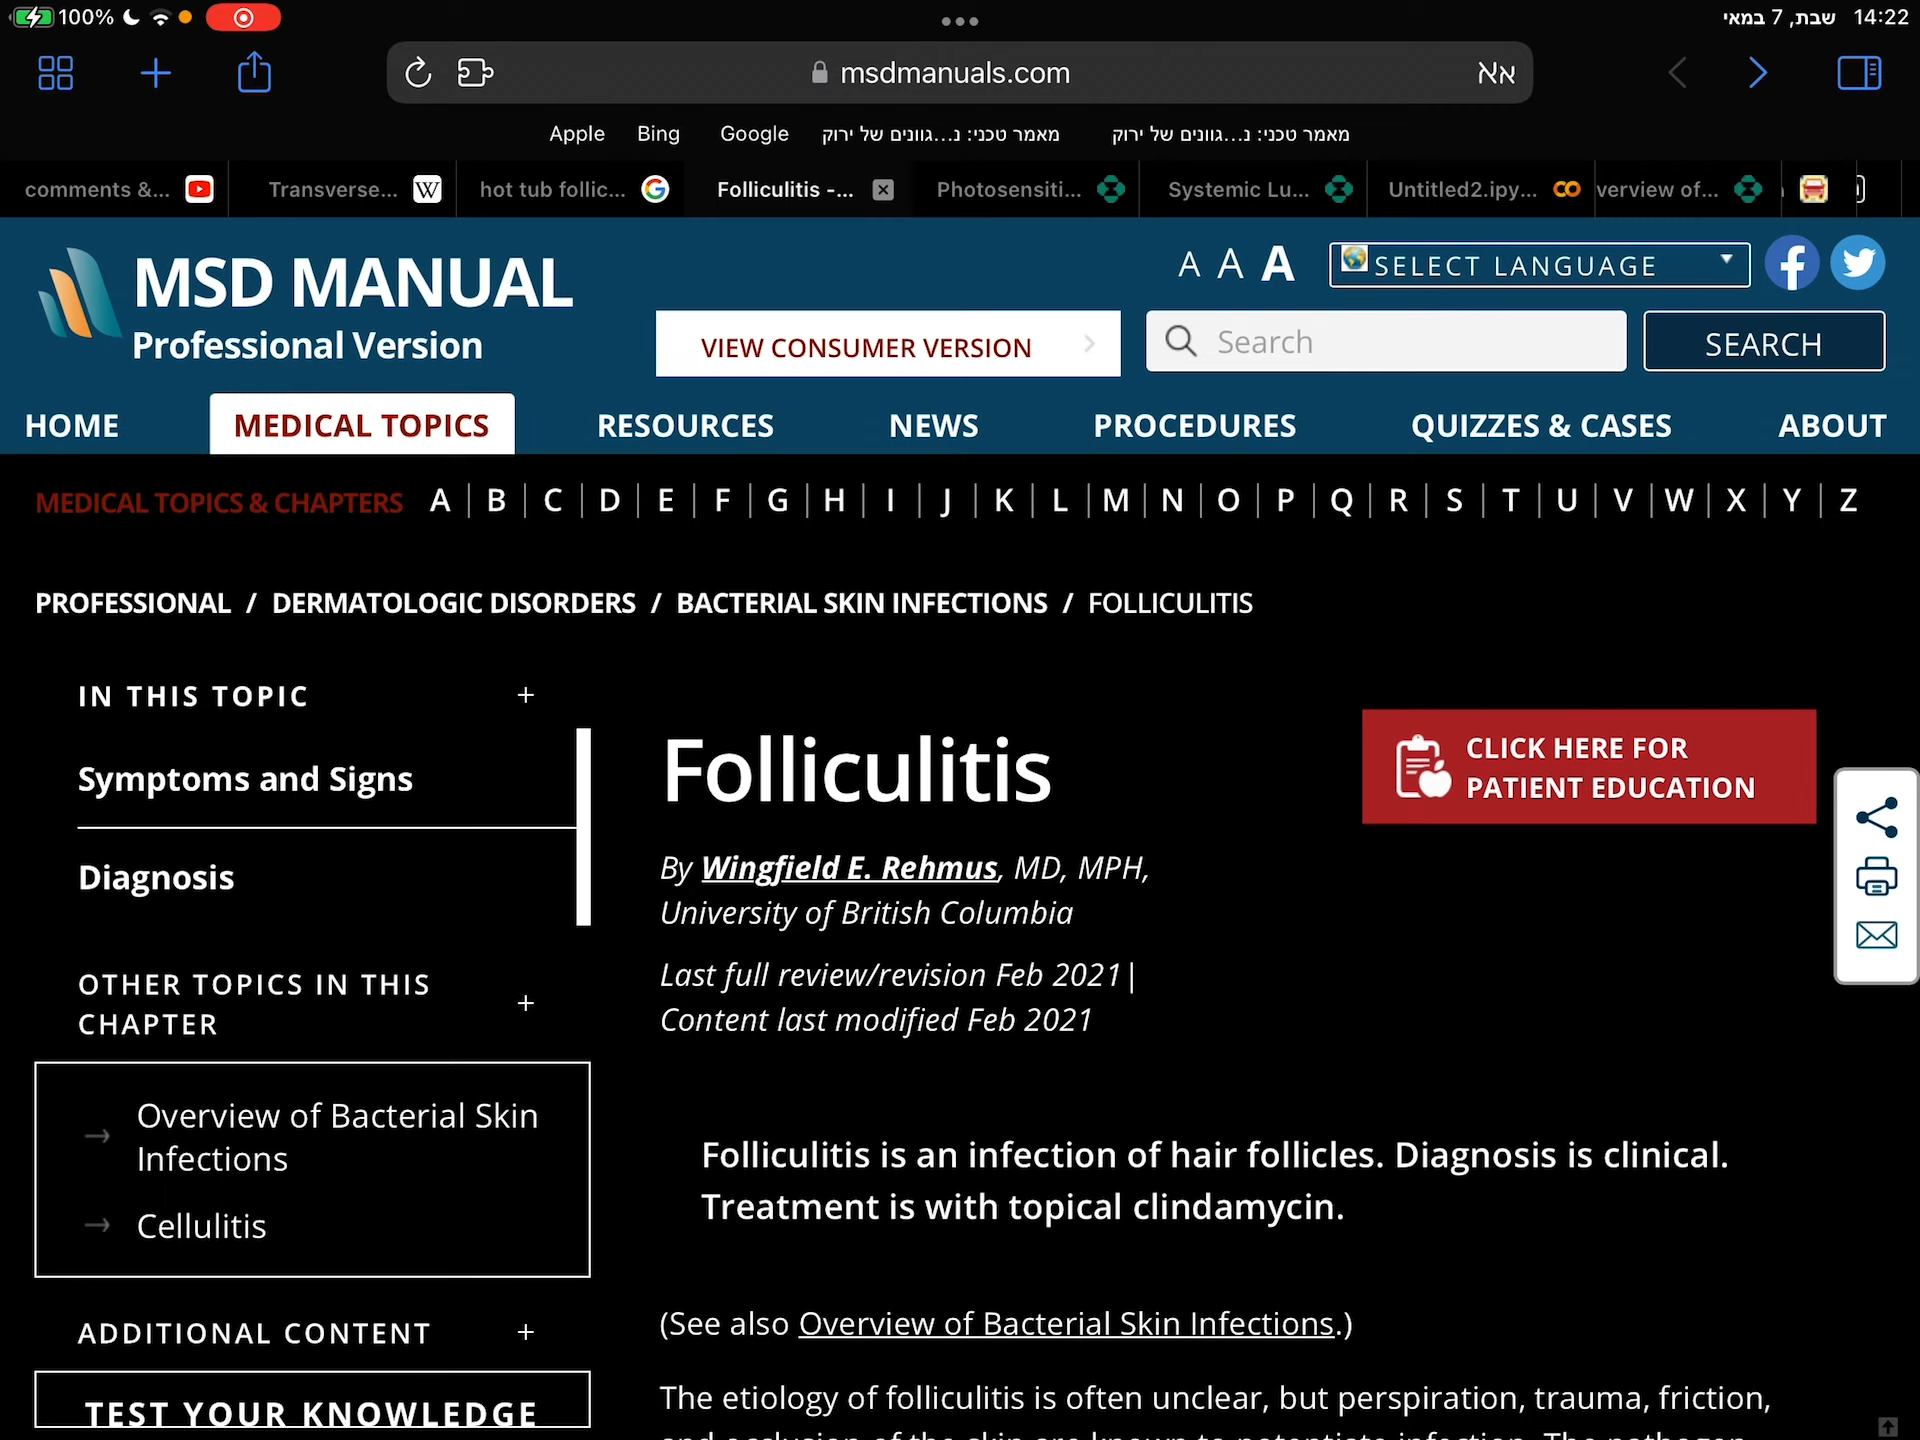 100%
שבת, 7 במאי 14:22
msdmanuals.com
אא
Apple Bing Google מאמר טכני: נ...גוונים של ירוק מאמר טכני: נ...גוונים של ירוק
comments &... Transverse... hot tub follic... Folliculitis -... Photosensiti... Systemic Lu... Untitled2.ipy... verview of...
MSD MANUAL
Professional Version
A A A
SELECT LANGUAGE
VIEW CONSUMER VERSION
Search
SEARCH
HOME MEDICAL TOPICS RESOURCES NEWS PROCEDURES QUIZZES & CASES ABOUT
MEDICAL TOPICS & CHAPTERS A B C D E F G H I J K L M N O P Q R S T U V W X Y Z
PROFESSIONAL / DERMATOLOGIC DISORDERS / BACTERIAL SKIN INFECTIONS / FOLLICULITIS
IN THIS TOPIC +
Symptoms and Signs
Diagnosis
OTHER TOPICS IN THIS
CHAPTER +
→ Overview of Bacterial Skin
Infections
→ Cellulitis
ADDITIONAL CONTENT +
TEST YOUR KNOWLEDGE
Folliculitis
CLICK HERE FOR
PATIENT EDUCATION
By Wingfield E. Rehmus, MD, MPH,
University of British Columbia
Last full review/revision Feb 2021|
Content last modified Feb 2021
Folliculitis is an infection of hair follicles. Diagnosis is clinical.
Treatment is with topical clindamycin.
(See also Overview of Bacterial Skin Infections.)
The etiology of folliculitis is often unclear, but perspiration, trauma, friction,